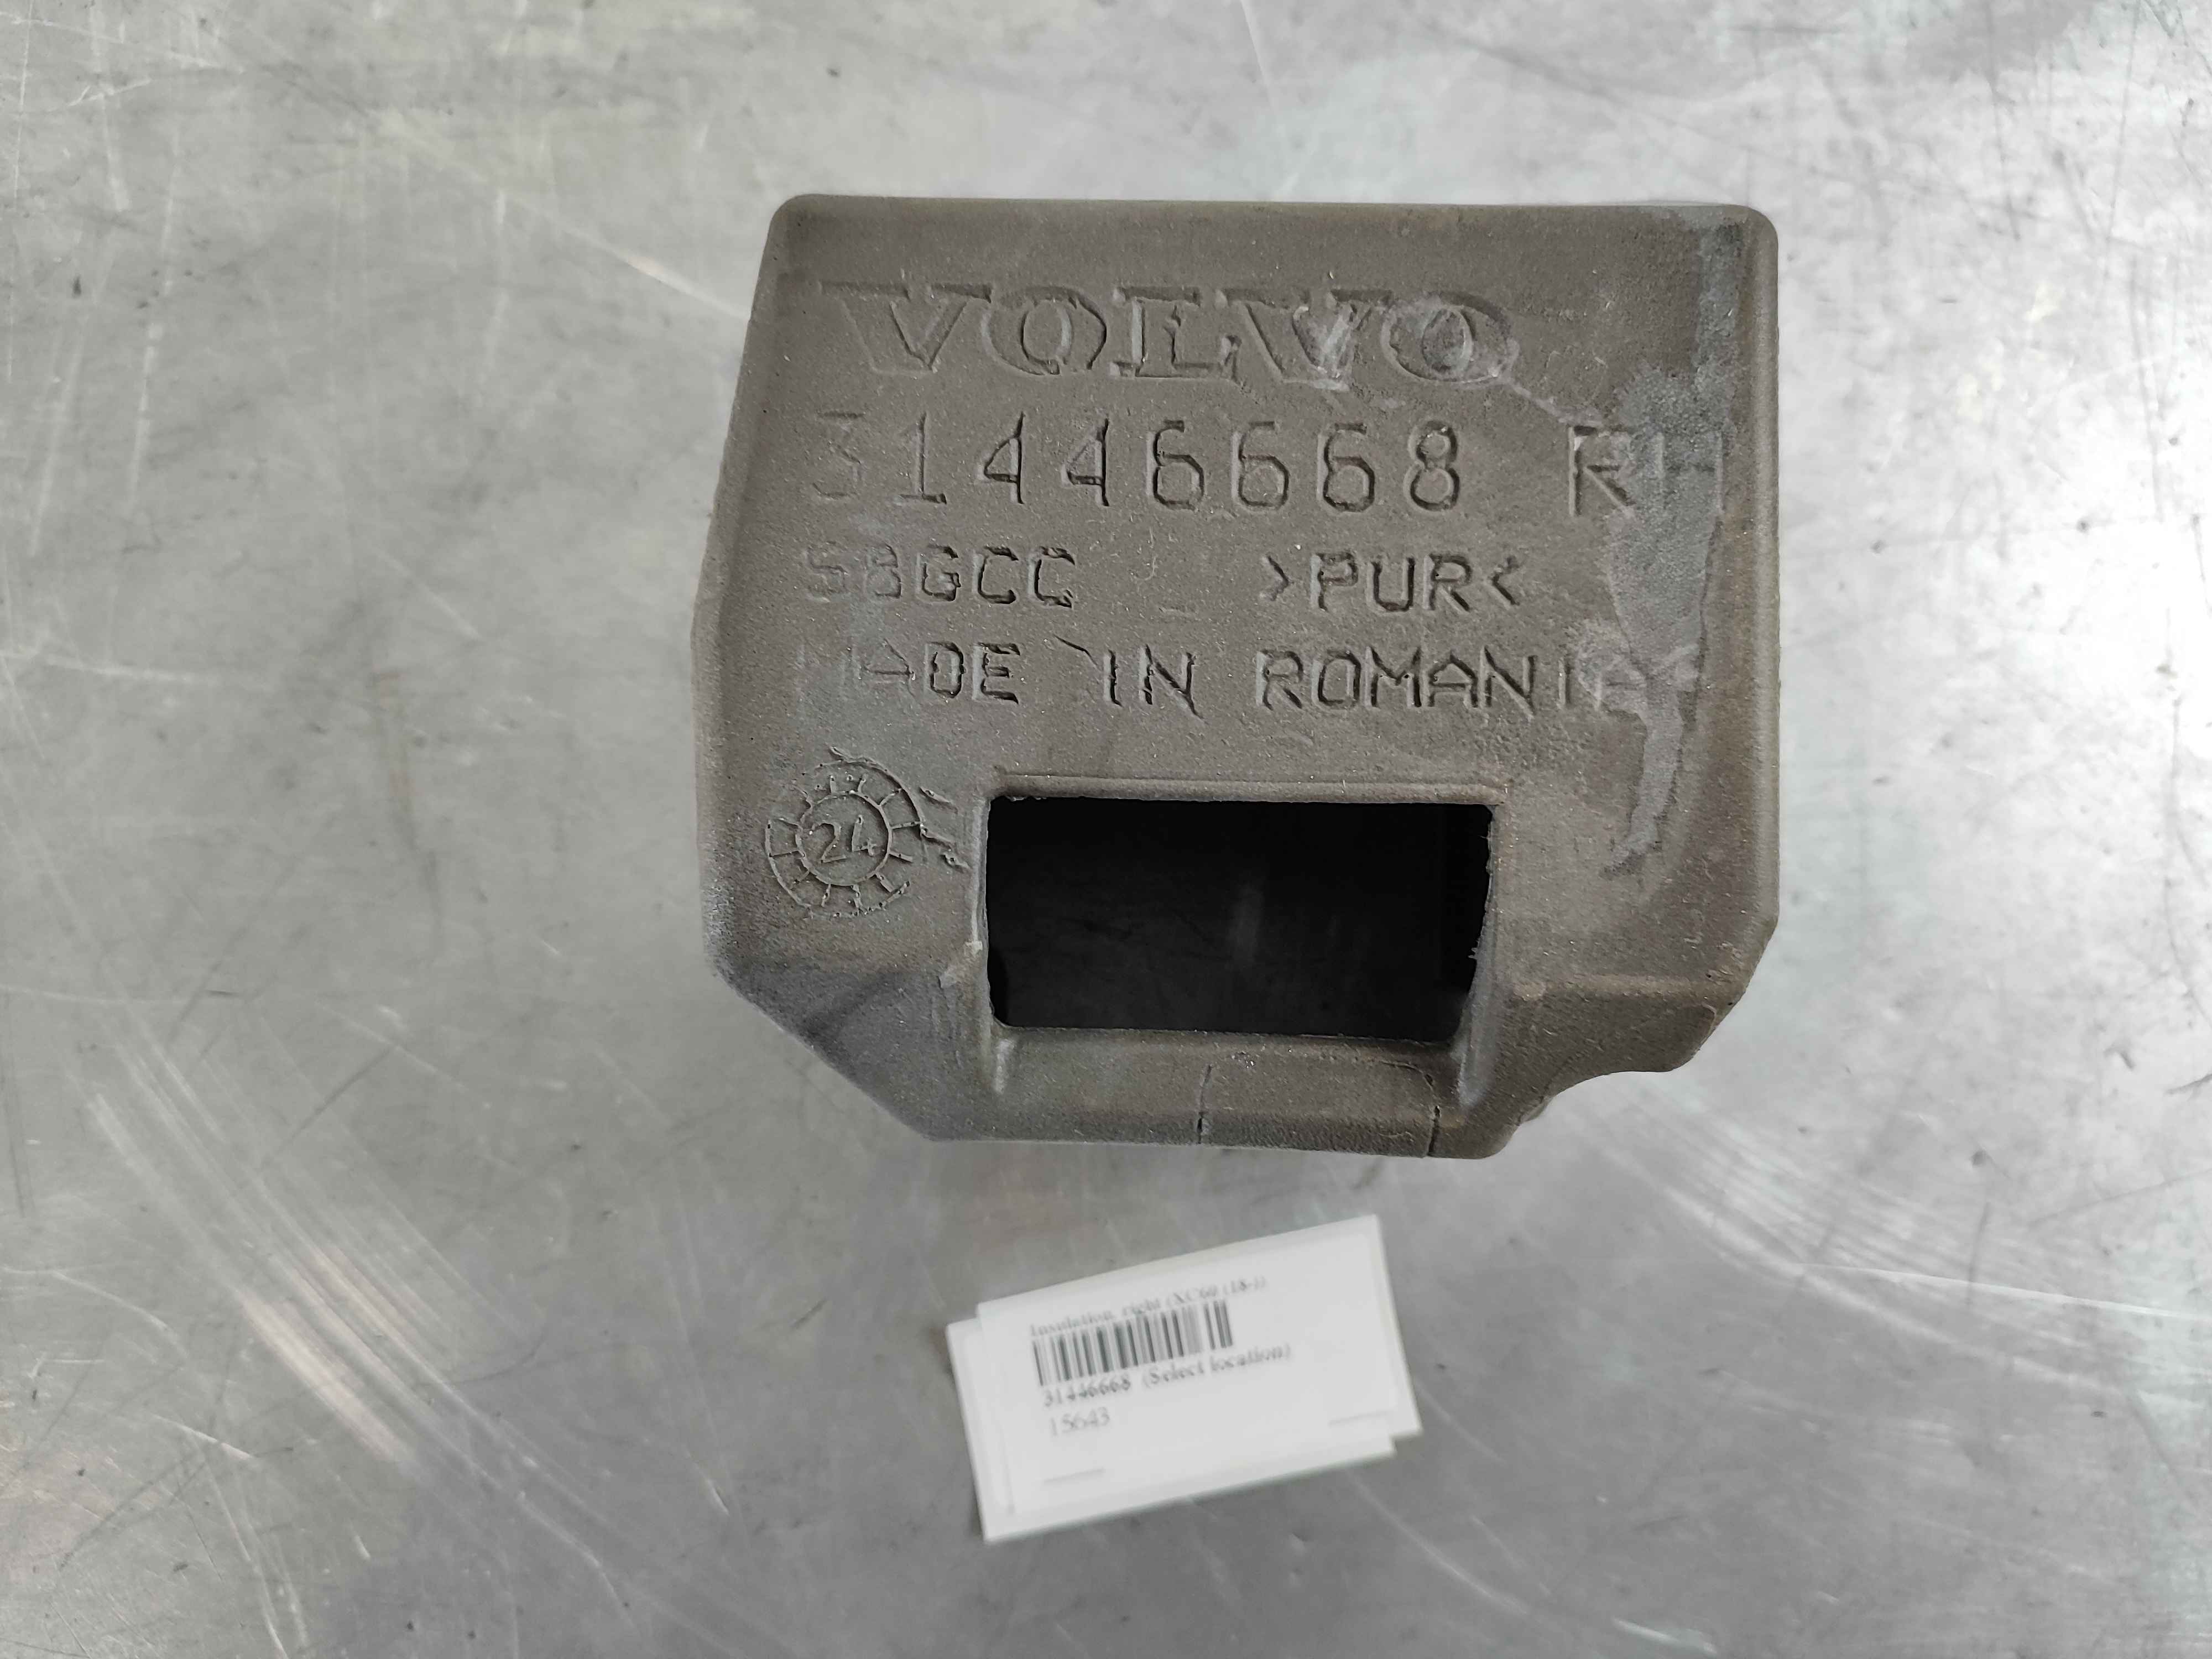 VOLVO
31446668 RH
S8GCC >PUR<
MADE IN ROMANIA
24
Insulation, right (XC60 (18-))
31446668 (Select location)
15643